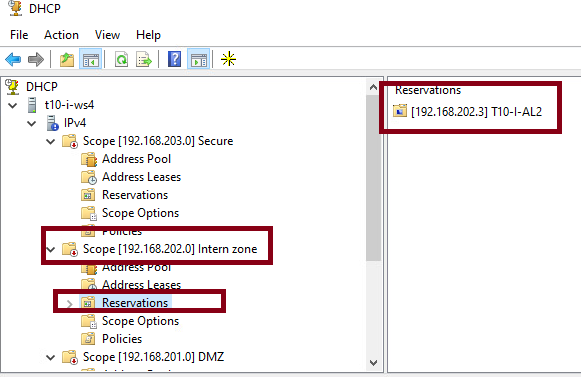 DHCP
File Action View Help
DHCP
t10-i-ws4
IPv4
Scope [192.168.203.0] Secure
Address Pool
Address Leases
Reservations
Scope Options
Policies
Scope [192.168.202.0] Intern zone
Address Pool
Address Leases
Reservations
Scope Options
Policies
Scope [192.168.201.0] DMZ
Reservations
[192.168.202.3] T10-I-AL2